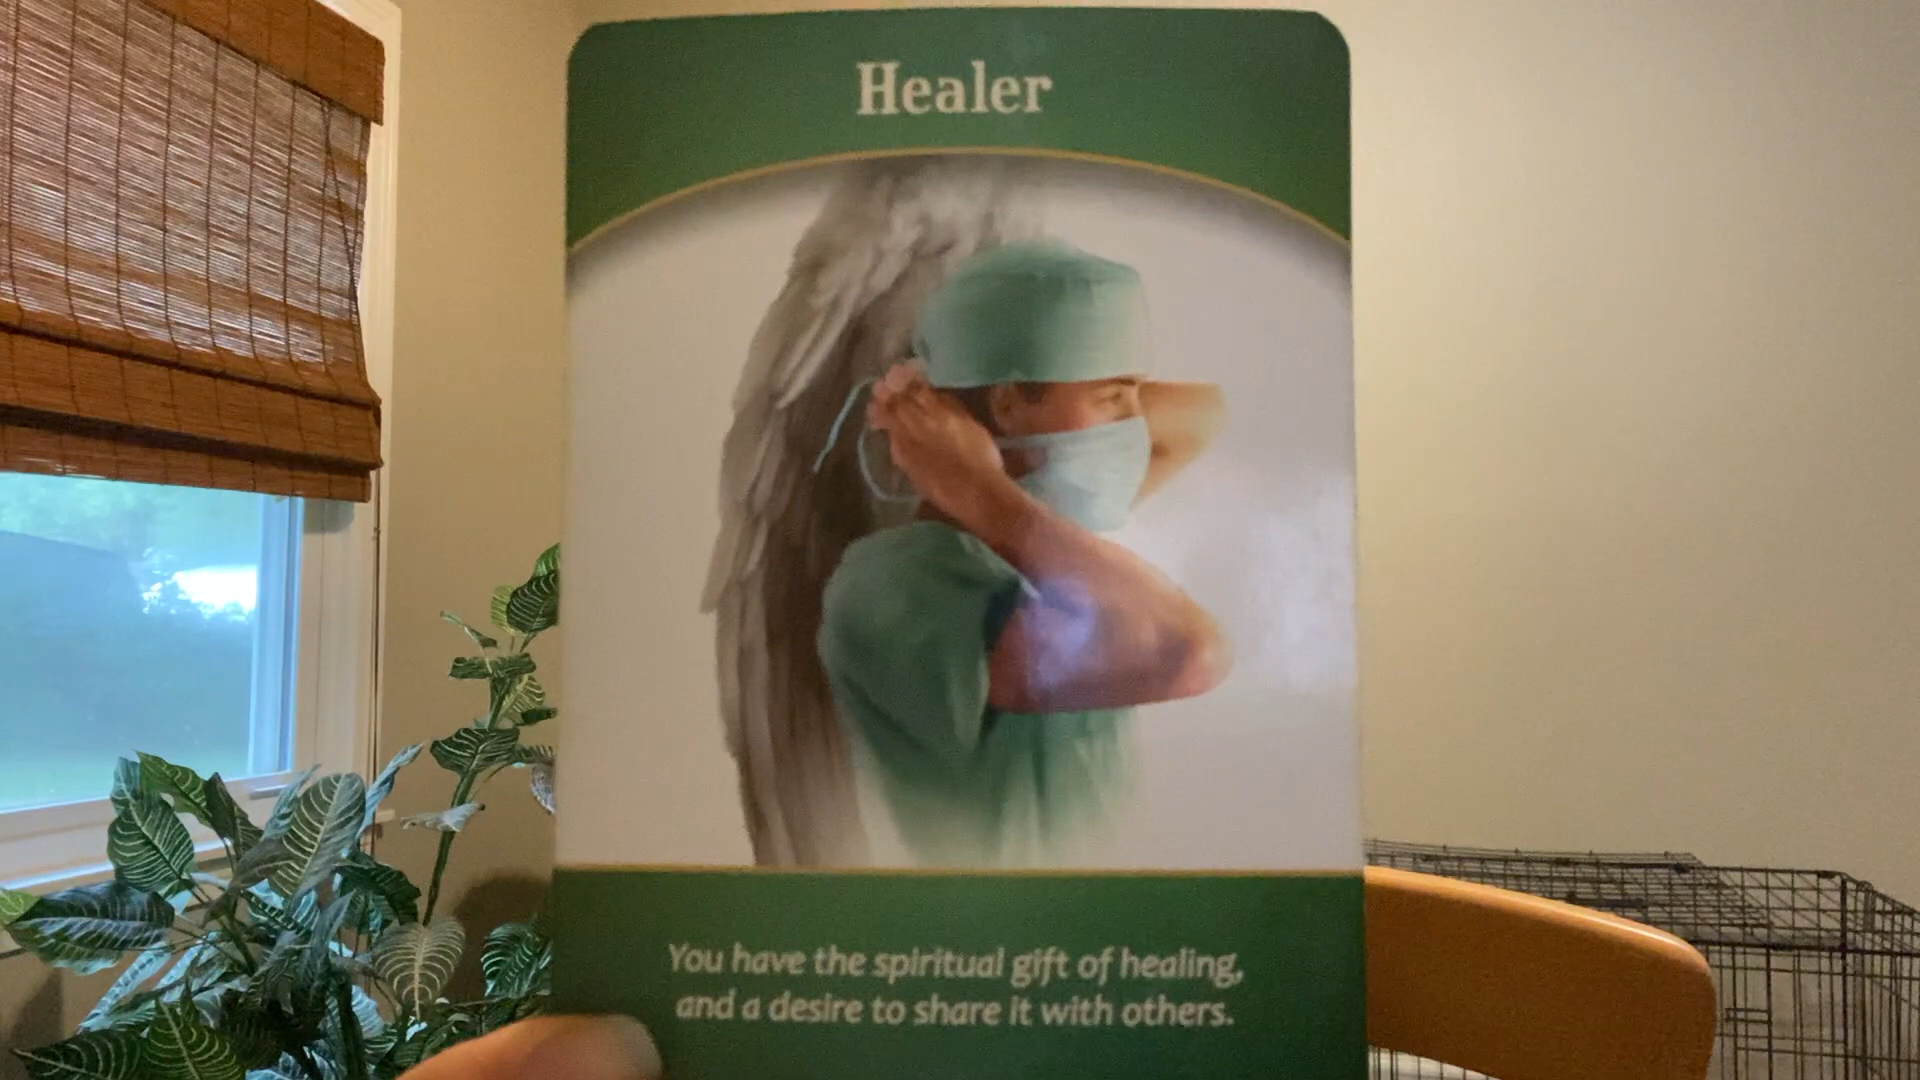 Healer
You have the spiritual gift of healing,
and a desire to share it with others.